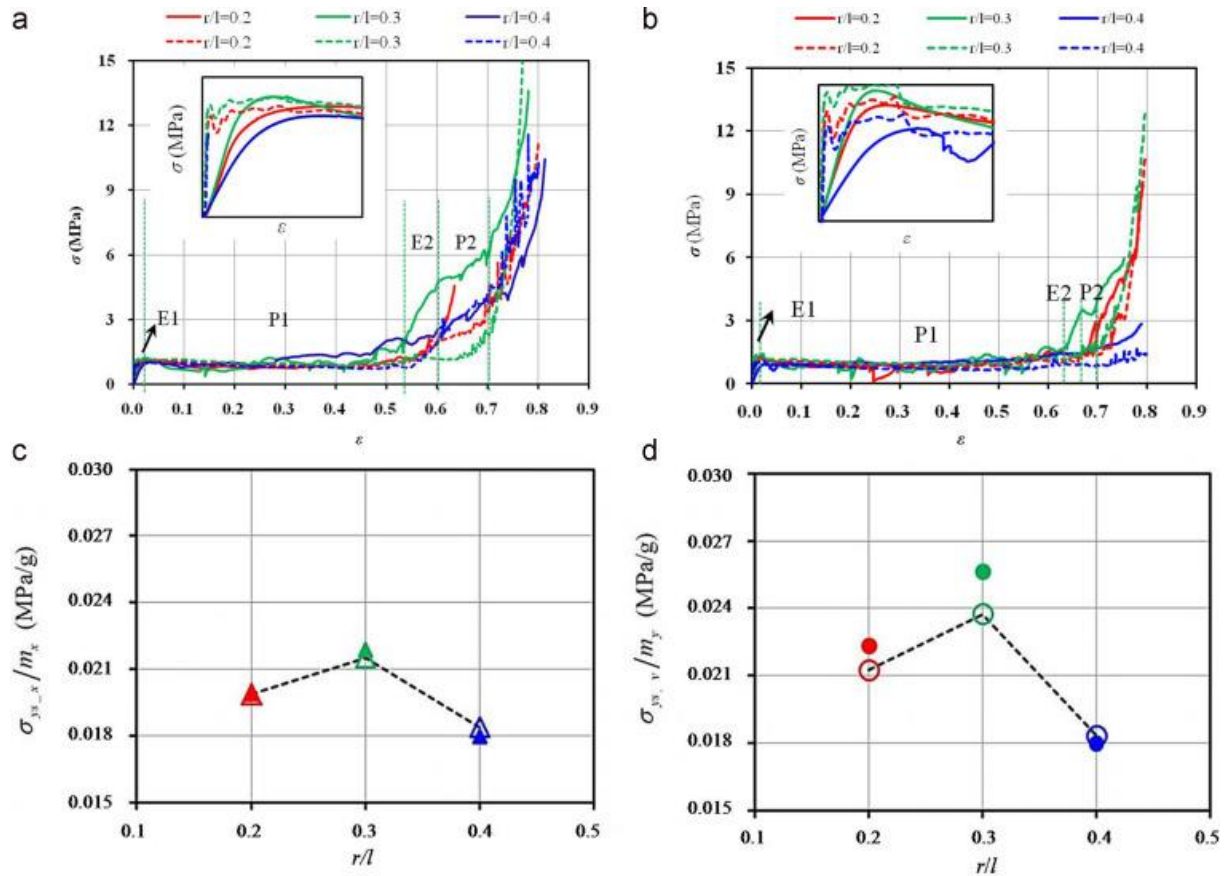 a
r/l=0.2 r/l=0.3 r/l=0.4
r/l=0.2 r/l=0.3 r/l=0.4
15
12
9
6
3
0
σ (MPa)
σ (MPa)
ε
E1
P1
E2
P2
0.0 0.1 0.2 0.3 0.4 0.5 0.6 0.7 0.8 0.9
ε
b
r/l=0.2 r/l=0.3 r/l=0.4
r/l=0.2 r/l=0.3 r/l=0.4
15
12
9
6
3
0
σ (MPa)
σ (MPa)
ε
E1
P1
E2
P2
0.0 0.1 0.2 0.3 0.4 0.5 0.6 0.7 0.8 0.9
ε
c
0.030
0.027
0.024
0.021
0.018
0.015
σys_x/mx (MPa/g)
0.1 0.2 0.3 0.4 0.5
r/l
d
0.030
0.027
0.024
0.021
0.018
0.015
σys_y/my (MPa/g)
0.1 0.2 0.3 0.4 0.5
r/l